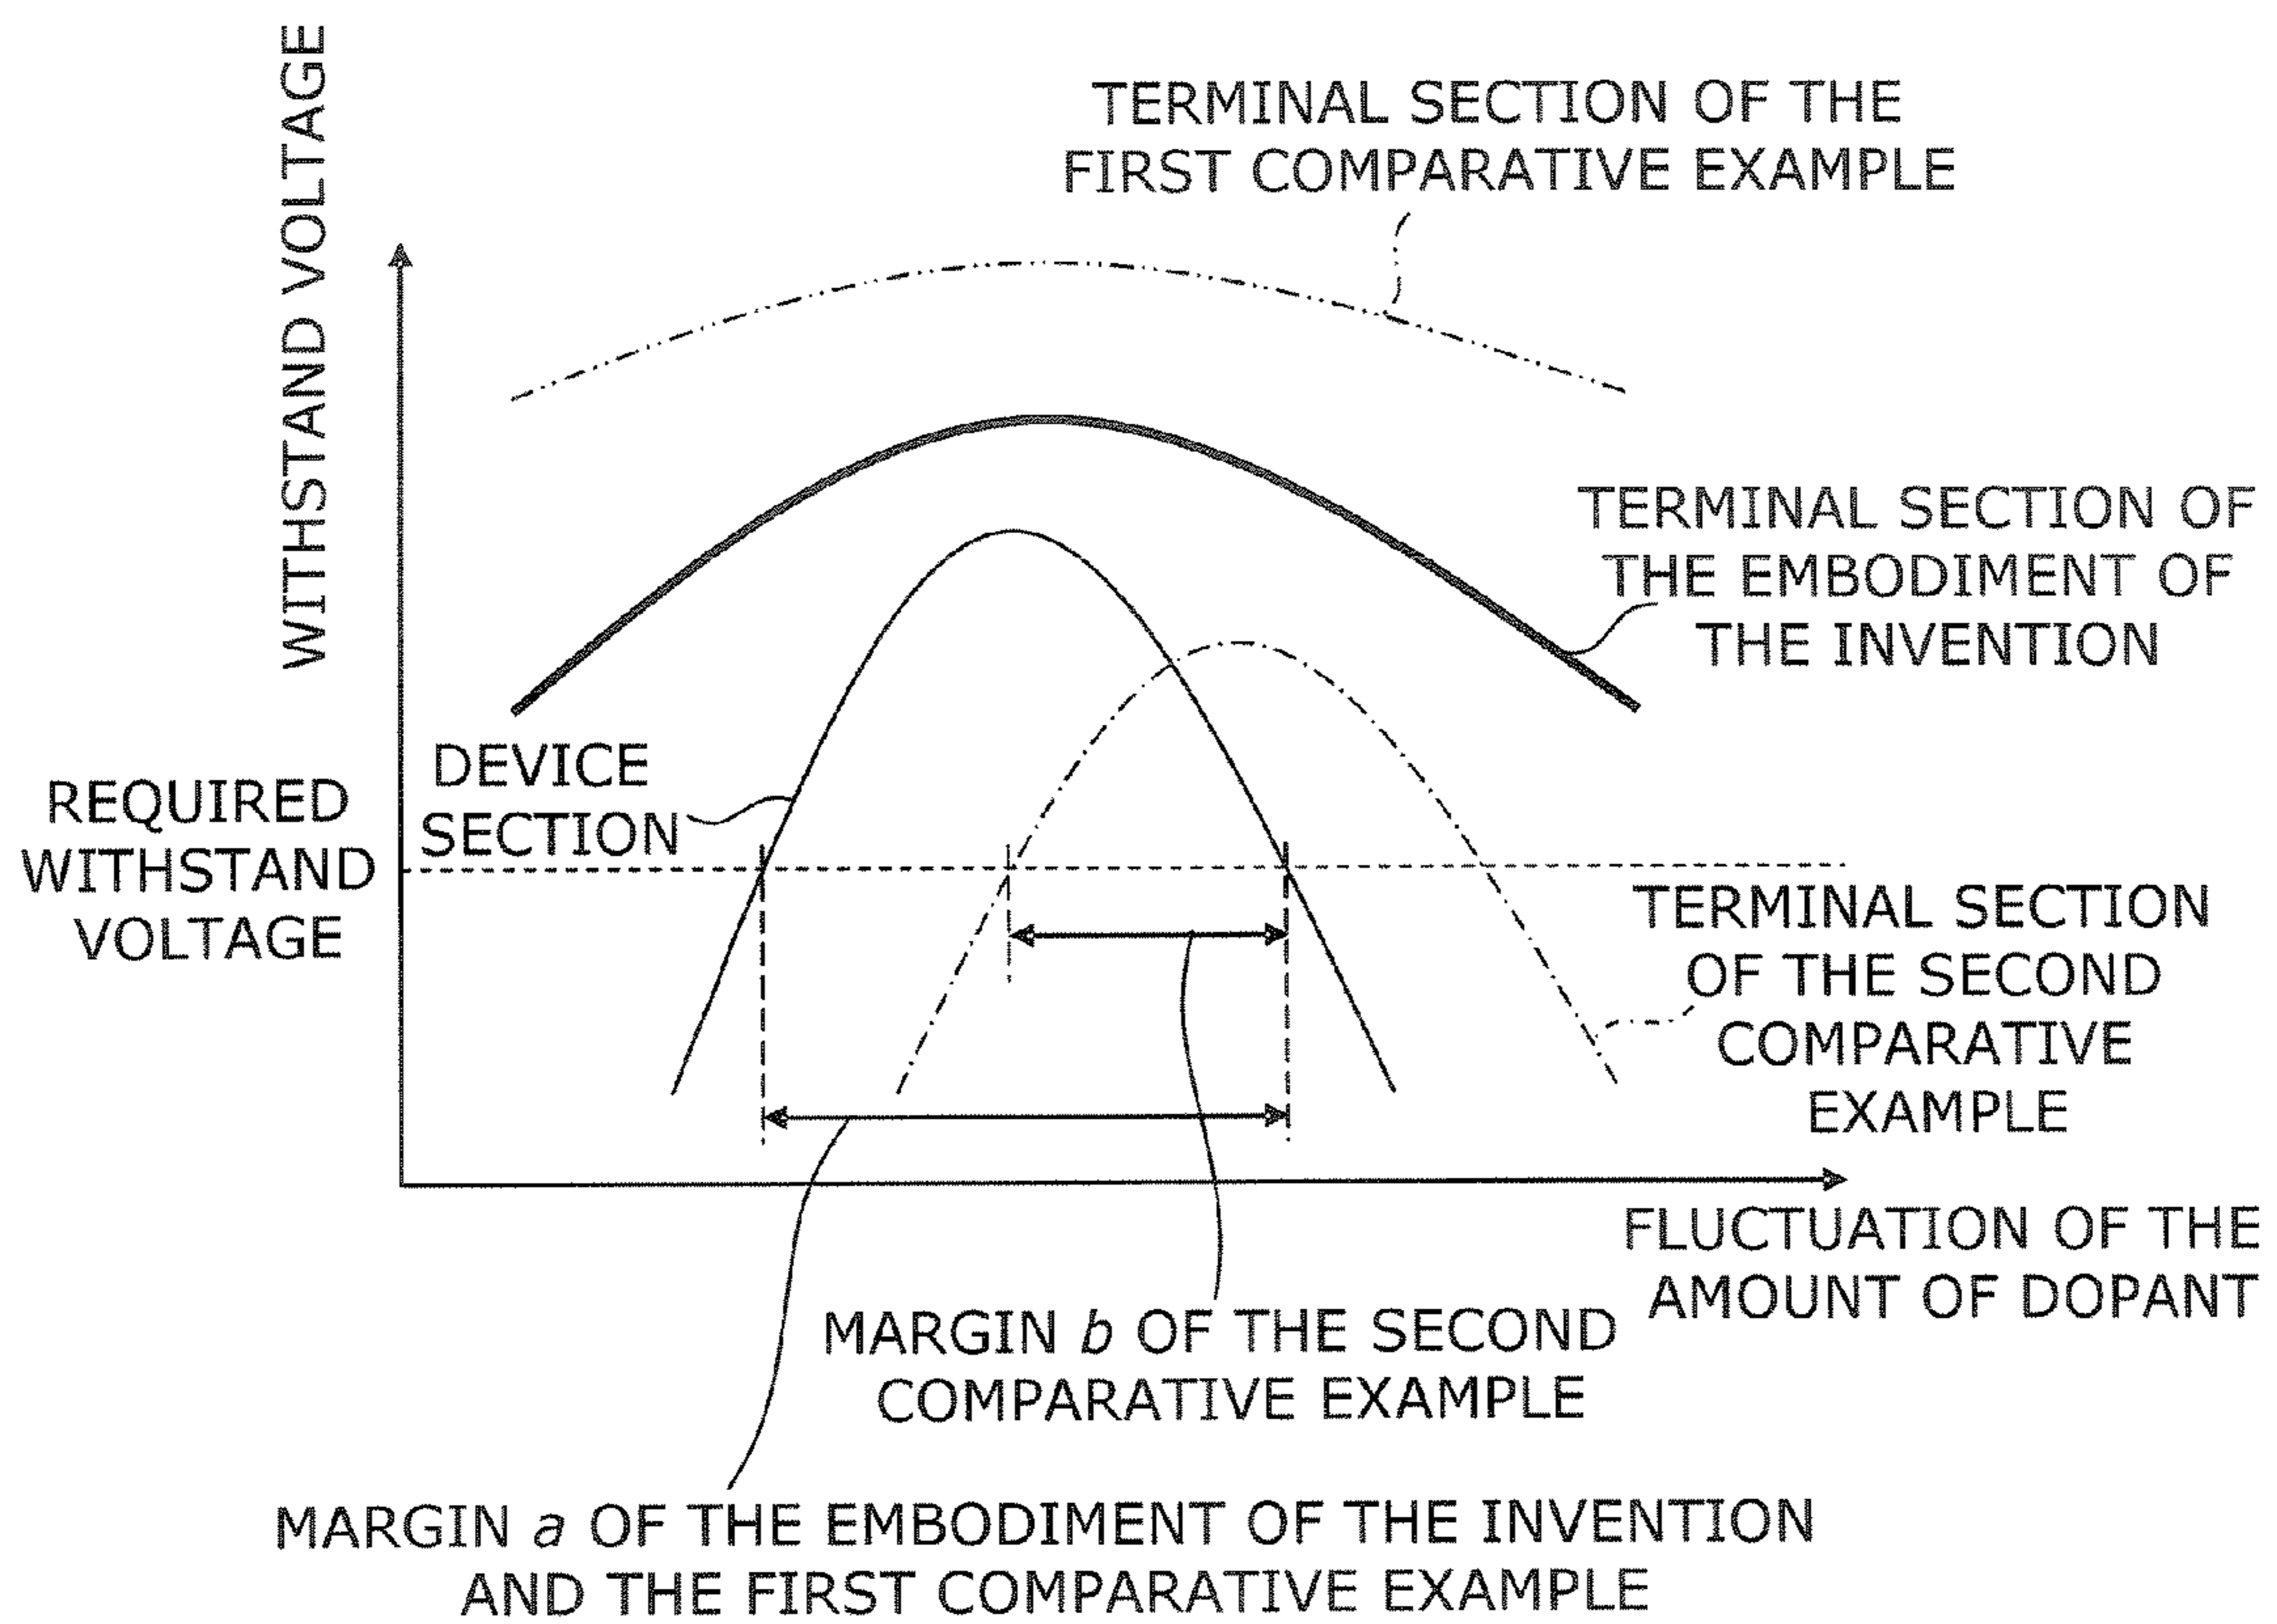 WITHSTAND VOLTAGE
TERMINAL SECTION OF THE
FIRST COMPARATIVE EXAMPLE
TERMINAL SECTION OF
THE EMBODIMENT OF
THE INVENTION
DEVICE
SECTION
REQUIRED
WITHSTAND
VOLTAGE
TERMINAL SECTION
OF THE SECOND
COMPARATIVE
EXAMPLE
FLUCTUATION OF THE
AMOUNT OF DOPANT
MARGIN b OF THE SECOND
COMPARATIVE EXAMPLE
MARGIN a OF THE EMBODIMENT OF THE INVENTION
AND THE FIRST COMPARATIVE EXAMPLE